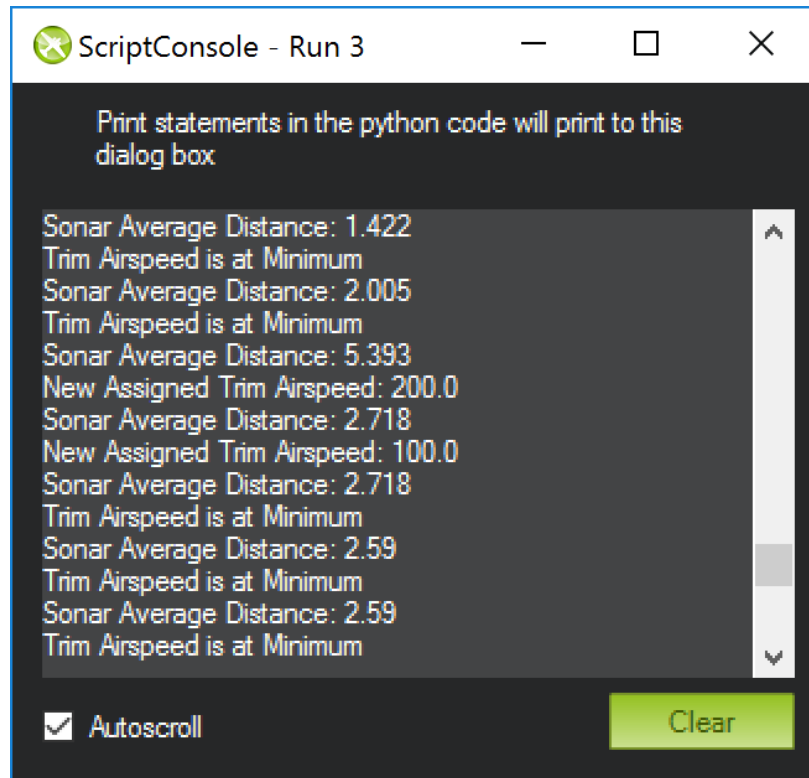 ScriptConsole - Run 3
Print statements in the python code will print to this
dialog box
Sonar Average Distance: 1.422
Trim Airspeed is at Minimum
Sonar Average Distance: 2.005
Trim Airspeed is at Minimum
Sonar Average Distance: 5.393
New Assigned Trim Airspeed: 200.0
Sonar Average Distance: 2.718
New Assigned Trim Airspeed: 100.0
Sonar Average Distance: 2.718
Trim Airspeed is at Minimum
Sonar Average Distance: 2.59
Trim Airspeed is at Minimum
Sonar Average Distance: 2.59
Trim Airspeed is at Minimum
Autoscroll
Clear